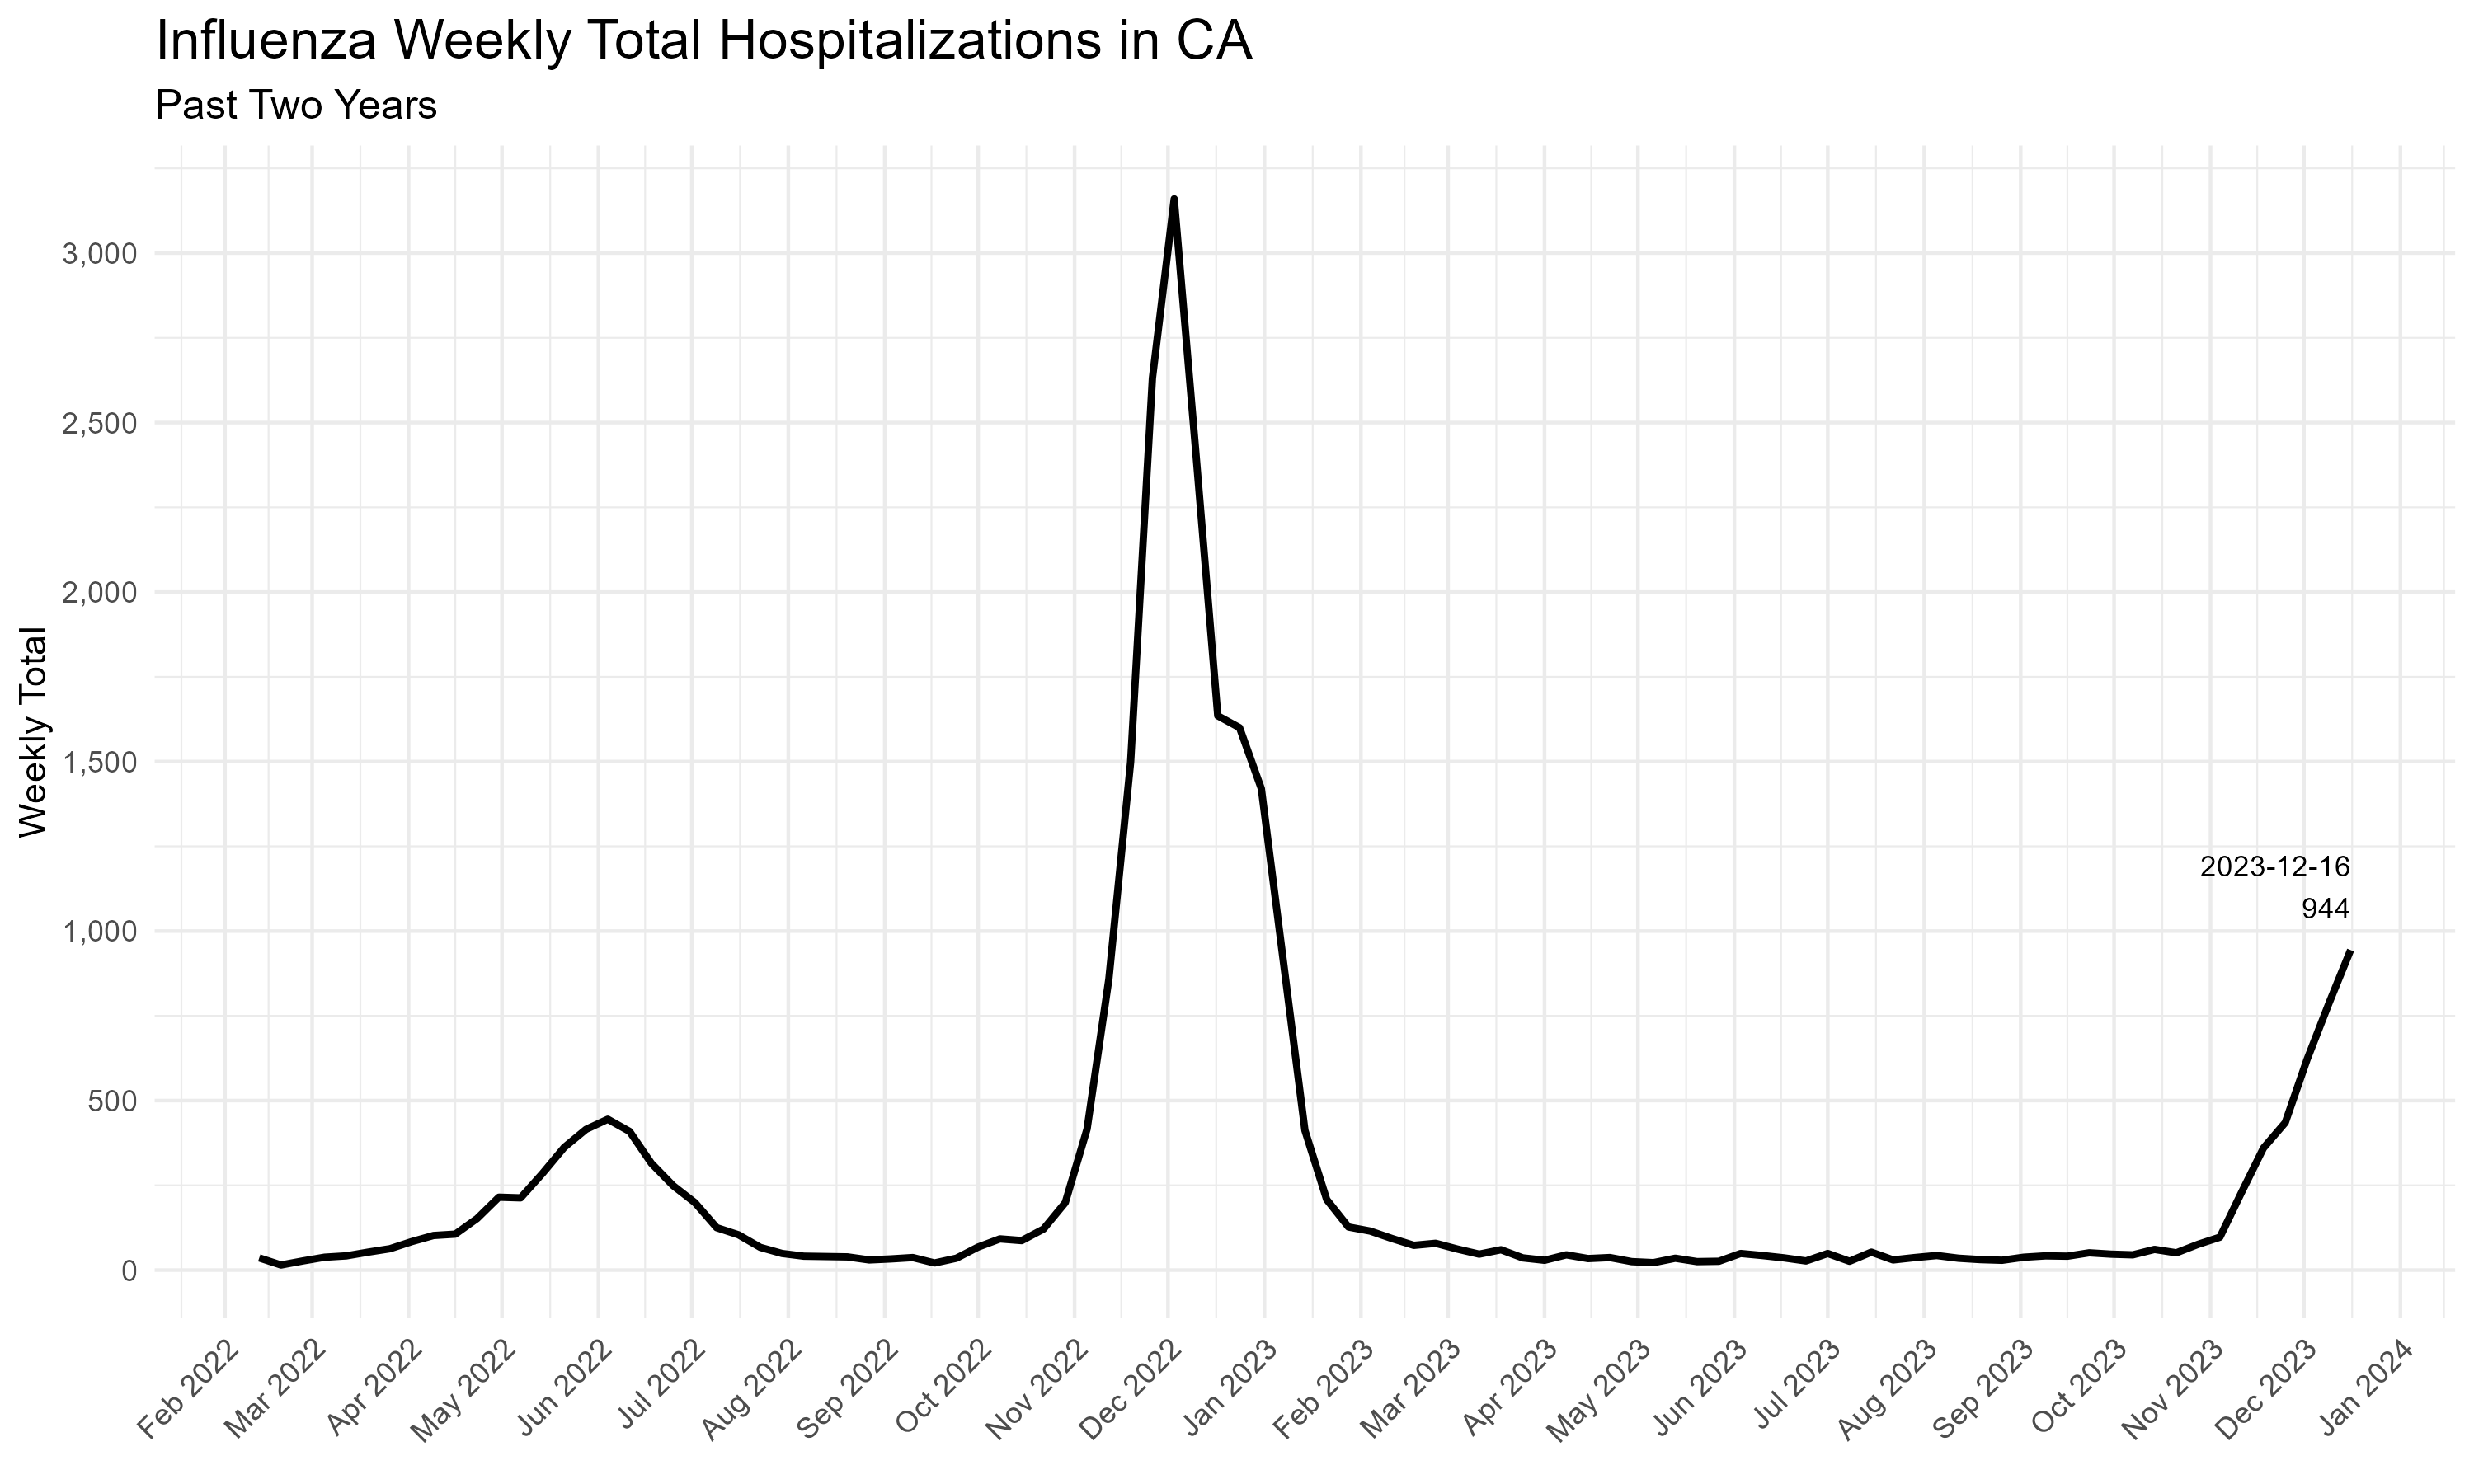 Influenza Weekly Total Hospitalizations in CA
Past Two Years
Weekly Total
3,000
2,500
2,000
1,500
1,000
500
0
2023-12-16
944
Feb 2022
Mar 2022
Apr 2022
May 2022
Jun 2022
Jul 2022
Aug 2022
Sep 2022
Oct 2022
Nov 2022
Dec 2022
Jan 2023
Feb 2023
Mar 2023
Apr 2023
May 2023
Jun 2023
Jul 2023
Aug 2023
Sep 2023
Oct 2023
Nov 2023
Dec 2023
Jan 2024